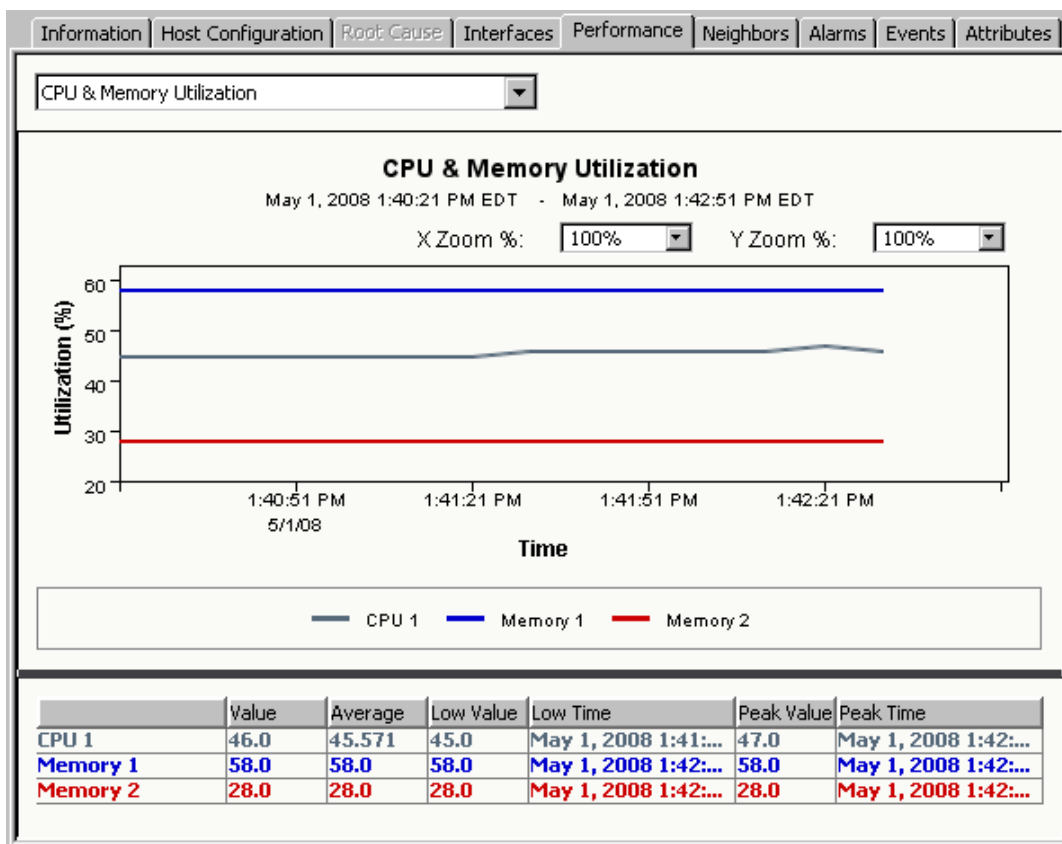 Information Host Configuration Root Cause Interfaces Performance Neighbors Alarms Events Attributes
CPU & Memory Utilization
CPU & Memory Utilization
May 1, 2008 1:40:21 PM EDT - May 1, 2008 1:42:51 PM EDT
X Zoom %: 100% Y Zoom %: 100%
Utilization (%)
60
50
40
30
20
1:40:51 PM 1:41:21 PM 1:41:51 PM 1:42:21 PM
5/1/08
Time
CPU 1 Memory 1 Memory 2
Value Average Low Value Low Time Peak Value Peak Time
CPU 1 46.0 45.571 45.0 May 1, 2008 1:41:... 47.0 May 1, 2008 1:42:...
Memory 1 58.0 58.0 58.0 May 1, 2008 1:42:... 58.0 May 1, 2008 1:42:...
Memory 2 28.0 28.0 28.0 May 1, 2008 1:42:... 28.0 May 1, 2008 1:42:...